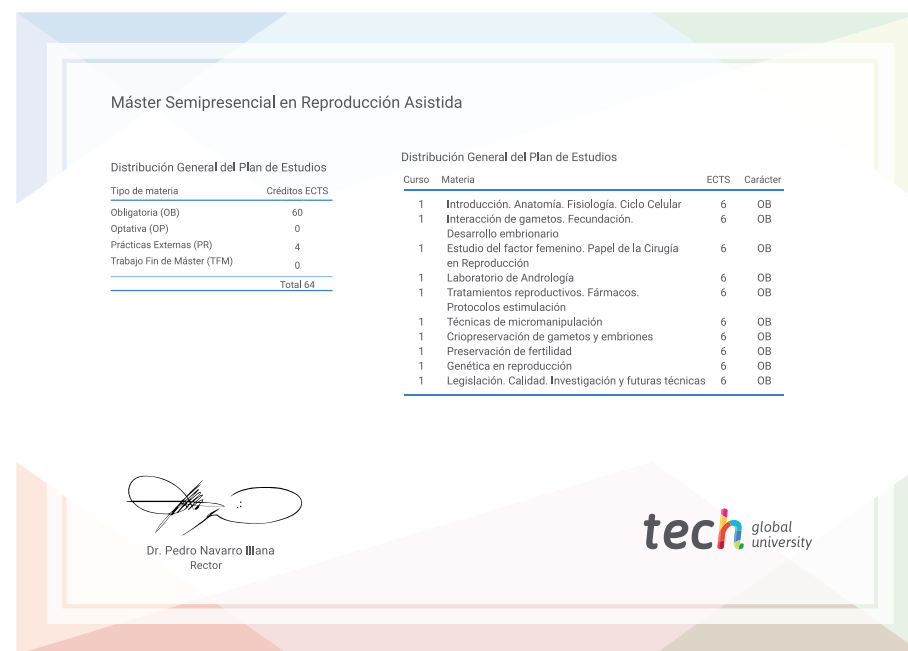 Máster Semipresencial en Reproducción Asistida
Distribución General del Plan de Estudios
Tipo de materia Créditos ECTS
Obligatoria (OB) 60
Optativa (OP) 0
Prácticas Externas (PR) 4
Trabajo Fin de Máster (TFM) 0
Total 64
Distribución General del Plan de Estudios
Curso Materia ECTS Carácter
1 Introducción. Anatomía. Fisiología. Ciclo Celular 6 OB
1 Interacción de gametos. Fecundación. 6 OB
Desarrollo embrionario
1 Estudio del factor femenino. Papel de la Cirugía 6 OB
en Reproducción
1 Laboratorio de Andrología 6 OB
1 Tratamientos reproductivos. Fármacos. 6 OB
Protocolos estimulación
1 Técnicas de micromanipulación 6 OB
1 Criopreservación de gametos y embriones 6 OB
1 Preservación de fertilidad 6 OB
1 Genética en reproducción 6 OB
1 Legislación. Calidad. Investigación y futuras técnicas 6 OB
Dr. Pedro Navarro Illana
Rector
tech global
university